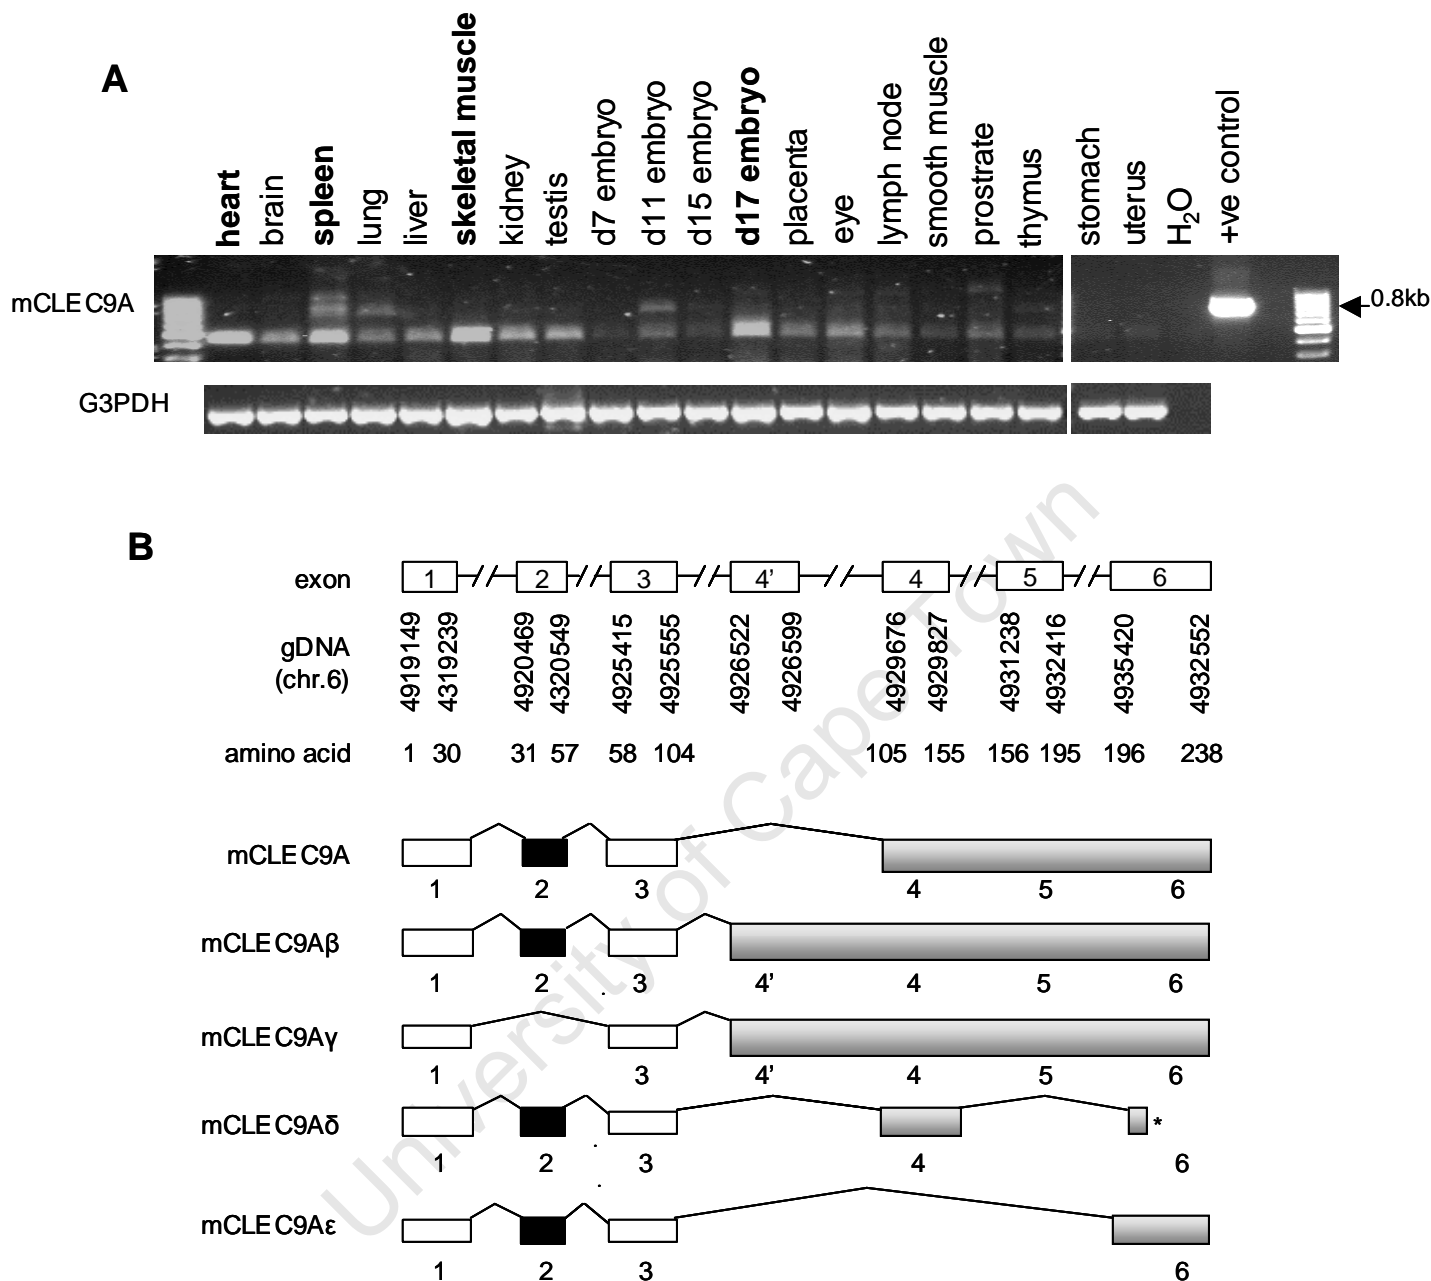 A
heart
brain
spleen
lung
liver
skeletal muscle
kidney
testis
d7 embryo
d11 embryo
d15 embryo
d17 embryo
placenta
eye
lymph node
smooth muscle
prostrate
thymus
stomach
uterus
H2O
+ve control
mCLEC9A
0.8kb
G3PDH
B
exon 1 2 3 4' 4 5 6
gDNA (chr.6)
4919149 4319239 4920469 4320549 4925415 4925555 4926522 4926599 4929676 4929827 4931238 4932416 4935420 4932552
amino acid 1 30 31 57 58 104 105 155 156 195 196 238
mCLEC9A
1 2 3 4 5 6
mCLEC9Aβ
1 2 3 4' 4 5 6
mCLEC9Aγ
1 3 4' 4 5 6
mCLEC9Aδ *
1 2 3 4 6
mCLEC9Aε
1 2 3 6
University of Cape Town